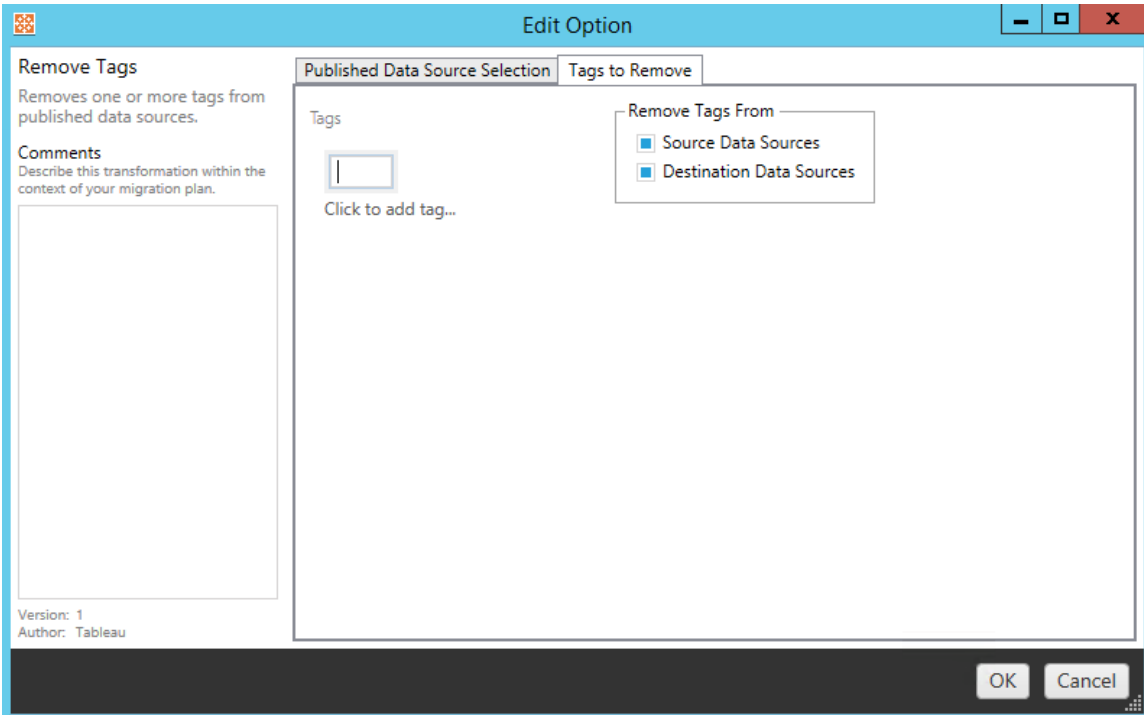 Edit Option
Remove Tags
Removes one or more tags from
published data sources.
Comments
Describe this transformation within the
context of your migration plan.
Version: 1
Author: Tableau
Published Data Source Selection
Tags to Remove
Tags
Click to add tag...
Remove Tags From
Source Data Sources
Destination Data Sources
OK
Cancel